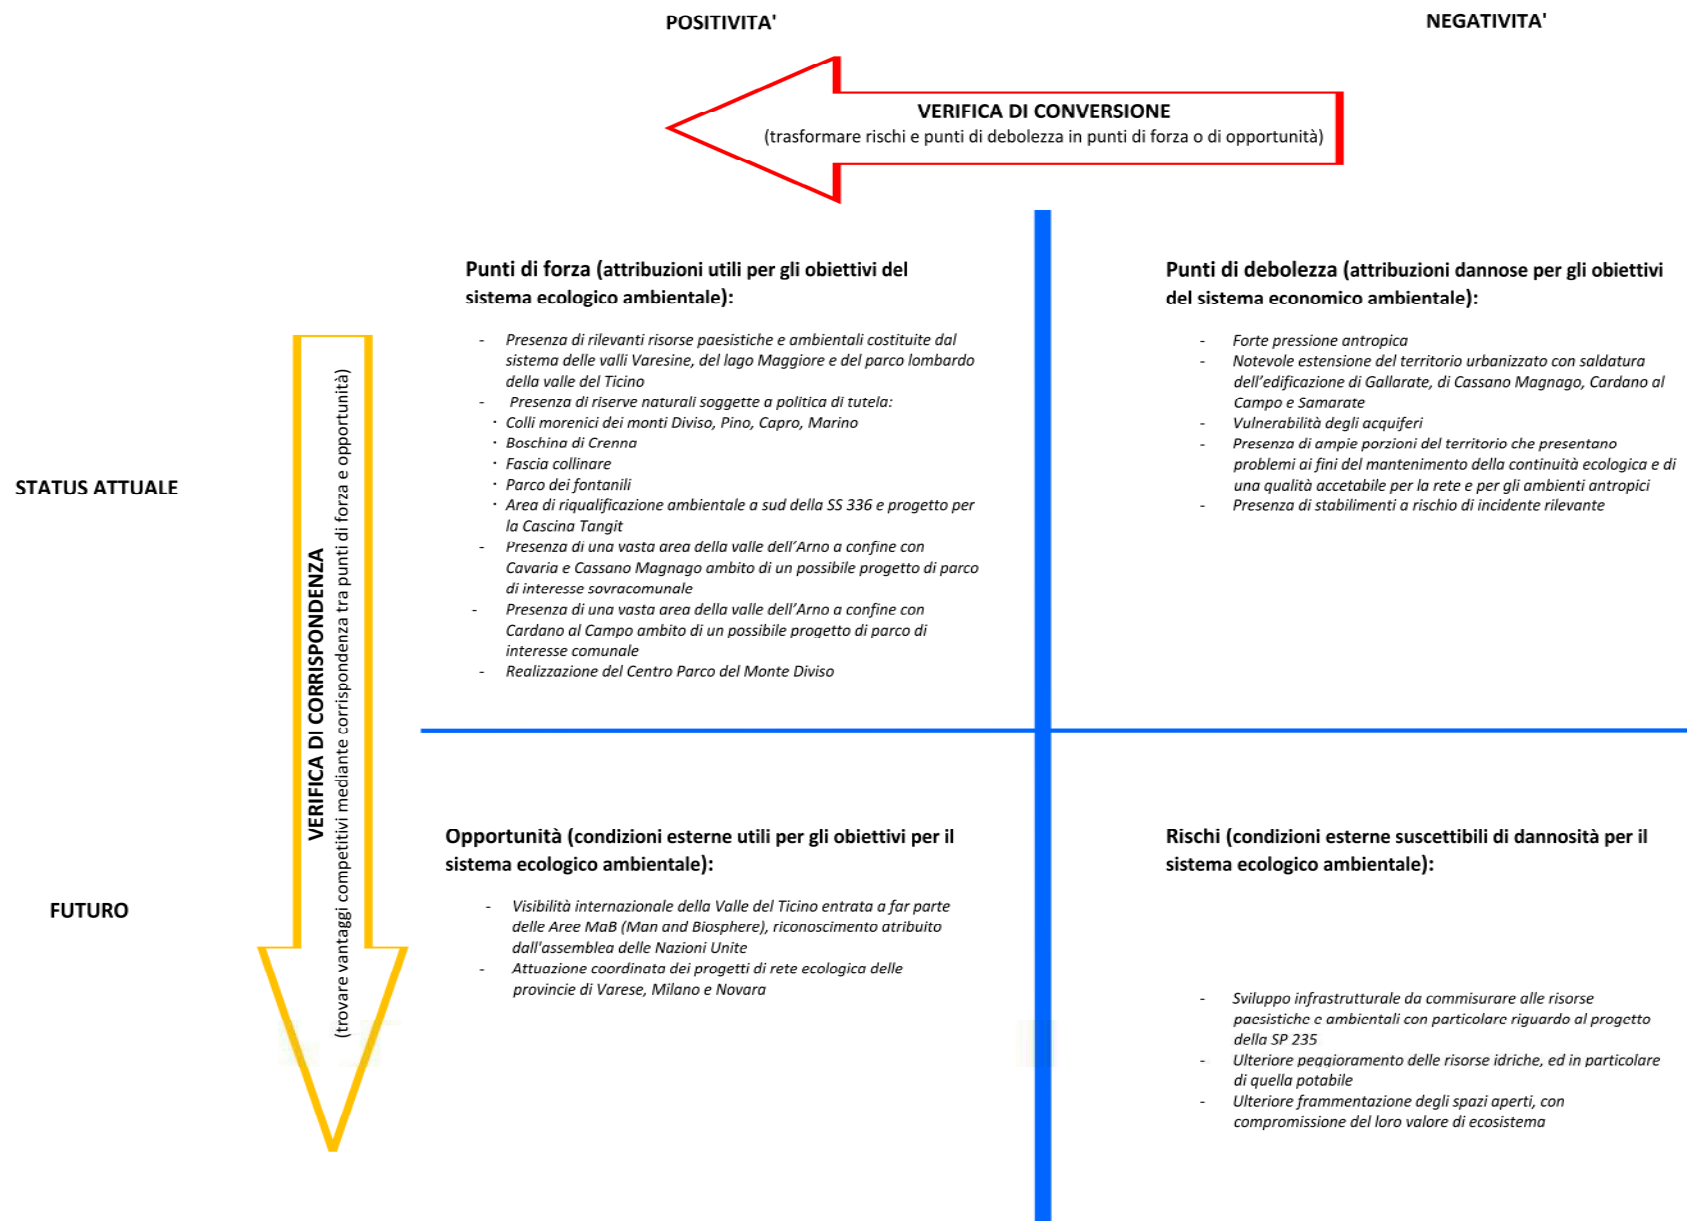 POSITIVITA'
NEGATIVITA'
VERIFICA DI CONVERSIONE
(trasformare rischi e punti di debolezza in punti di forza o di opportunità)
STATUS ATTUALE
FUTURO
VERIFICA DI CORRISPONDENZA
(trovare vantaggi competitivi mediante corrispondenza tra punti di forza e opportunità)
Punti di forza (attribuzioni utili per gli obiettivi del
sistema ecologico ambientale):
- Presenza di rilevanti risorse paesistiche e ambientali costituite dal
sistema delle valli Varesine, del lago Maggiore e del parco lombardo
della valle del Ticino
- Presenza di riserve naturali soggette a politica di tutela:
· Colli morenici dei monti Diviso, Pino, Capro, Marino
· Boschina di Crenna
· Fascia collinare
· Parco dei fontanili
· Area di riqualificazione ambientale a sud della SS 336 e progetto per
la Cascina Tangit
- Presenza di una vasta area della valle dell'Arno a confine con
Cavaria e Cassano Magnago ambito di un possibile progetto di parco
di interesse sovracomunale
- Presenza di una vasta area della valle dell'Arno a confine con
Cardano al Campo ambito di un possibile progetto di parco di
interesse comunale
- Realizzazione del Centro Parco del Monte Diviso
Punti di debolezza (attribuzioni dannose per gli obiettivi
del sistema economico ambientale):
- Forte pressione antropica
- Notevole estensione del territorio urbanizzato con saldatura
dell'edificazione di Gallarate, di Cassano Magnago, Cardano al
Campo e Samarate
- Vulnerabilità degli acquiferi
- Presenza di ampie porzioni del territorio che presentano
problemi ai fini del mantenimento della continuità ecologica e di
una qualità accetabile per la rete e per gli ambienti antropici
- Presenza di stabilimenti a rischio di incidente rilevante
Opportunità (condizioni esterne utili per gli obiettivi per il
sistema ecologico ambientale):
- Visibilità internazionale della Valle del Ticino entrata a far parte
delle Aree MaB (Man and Biosphere), riconoscimento atribuito
dall'assemblea delle Nazioni Unite
- Attuazione coordinata dei progetti di rete ecologica delle
provincie di Varese, Milano e Novara
Rischi (condizioni esterne suscettibili di dannosità per il
sistema ecologico ambientale):
- Sviluppo infrastrutturale da commisurare alle risorse
paesistiche e ambientali con particolare riguardo al progetto
della SP 235
- Ulteriore peggioramento delle risorse idriche, ed in particolare
di quella potabile
- Ulteriore frammentazione degli spazi aperti, con
compromissione del loro valore di ecosistema